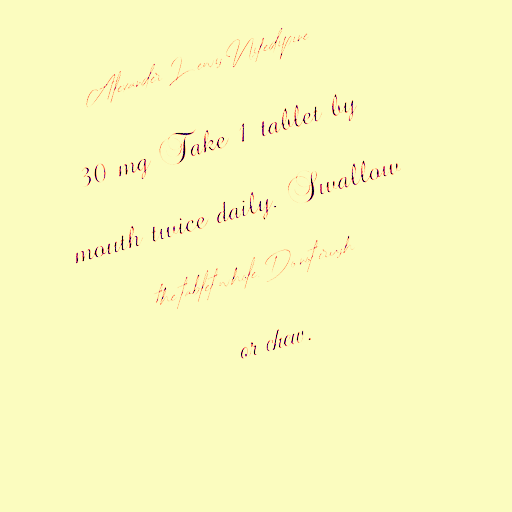 Alexander Lewis Nifedipine
30 mg Take 1 tablet by
mouth twice daily. Swallow
the tablet whole. Do not crush
or chew.